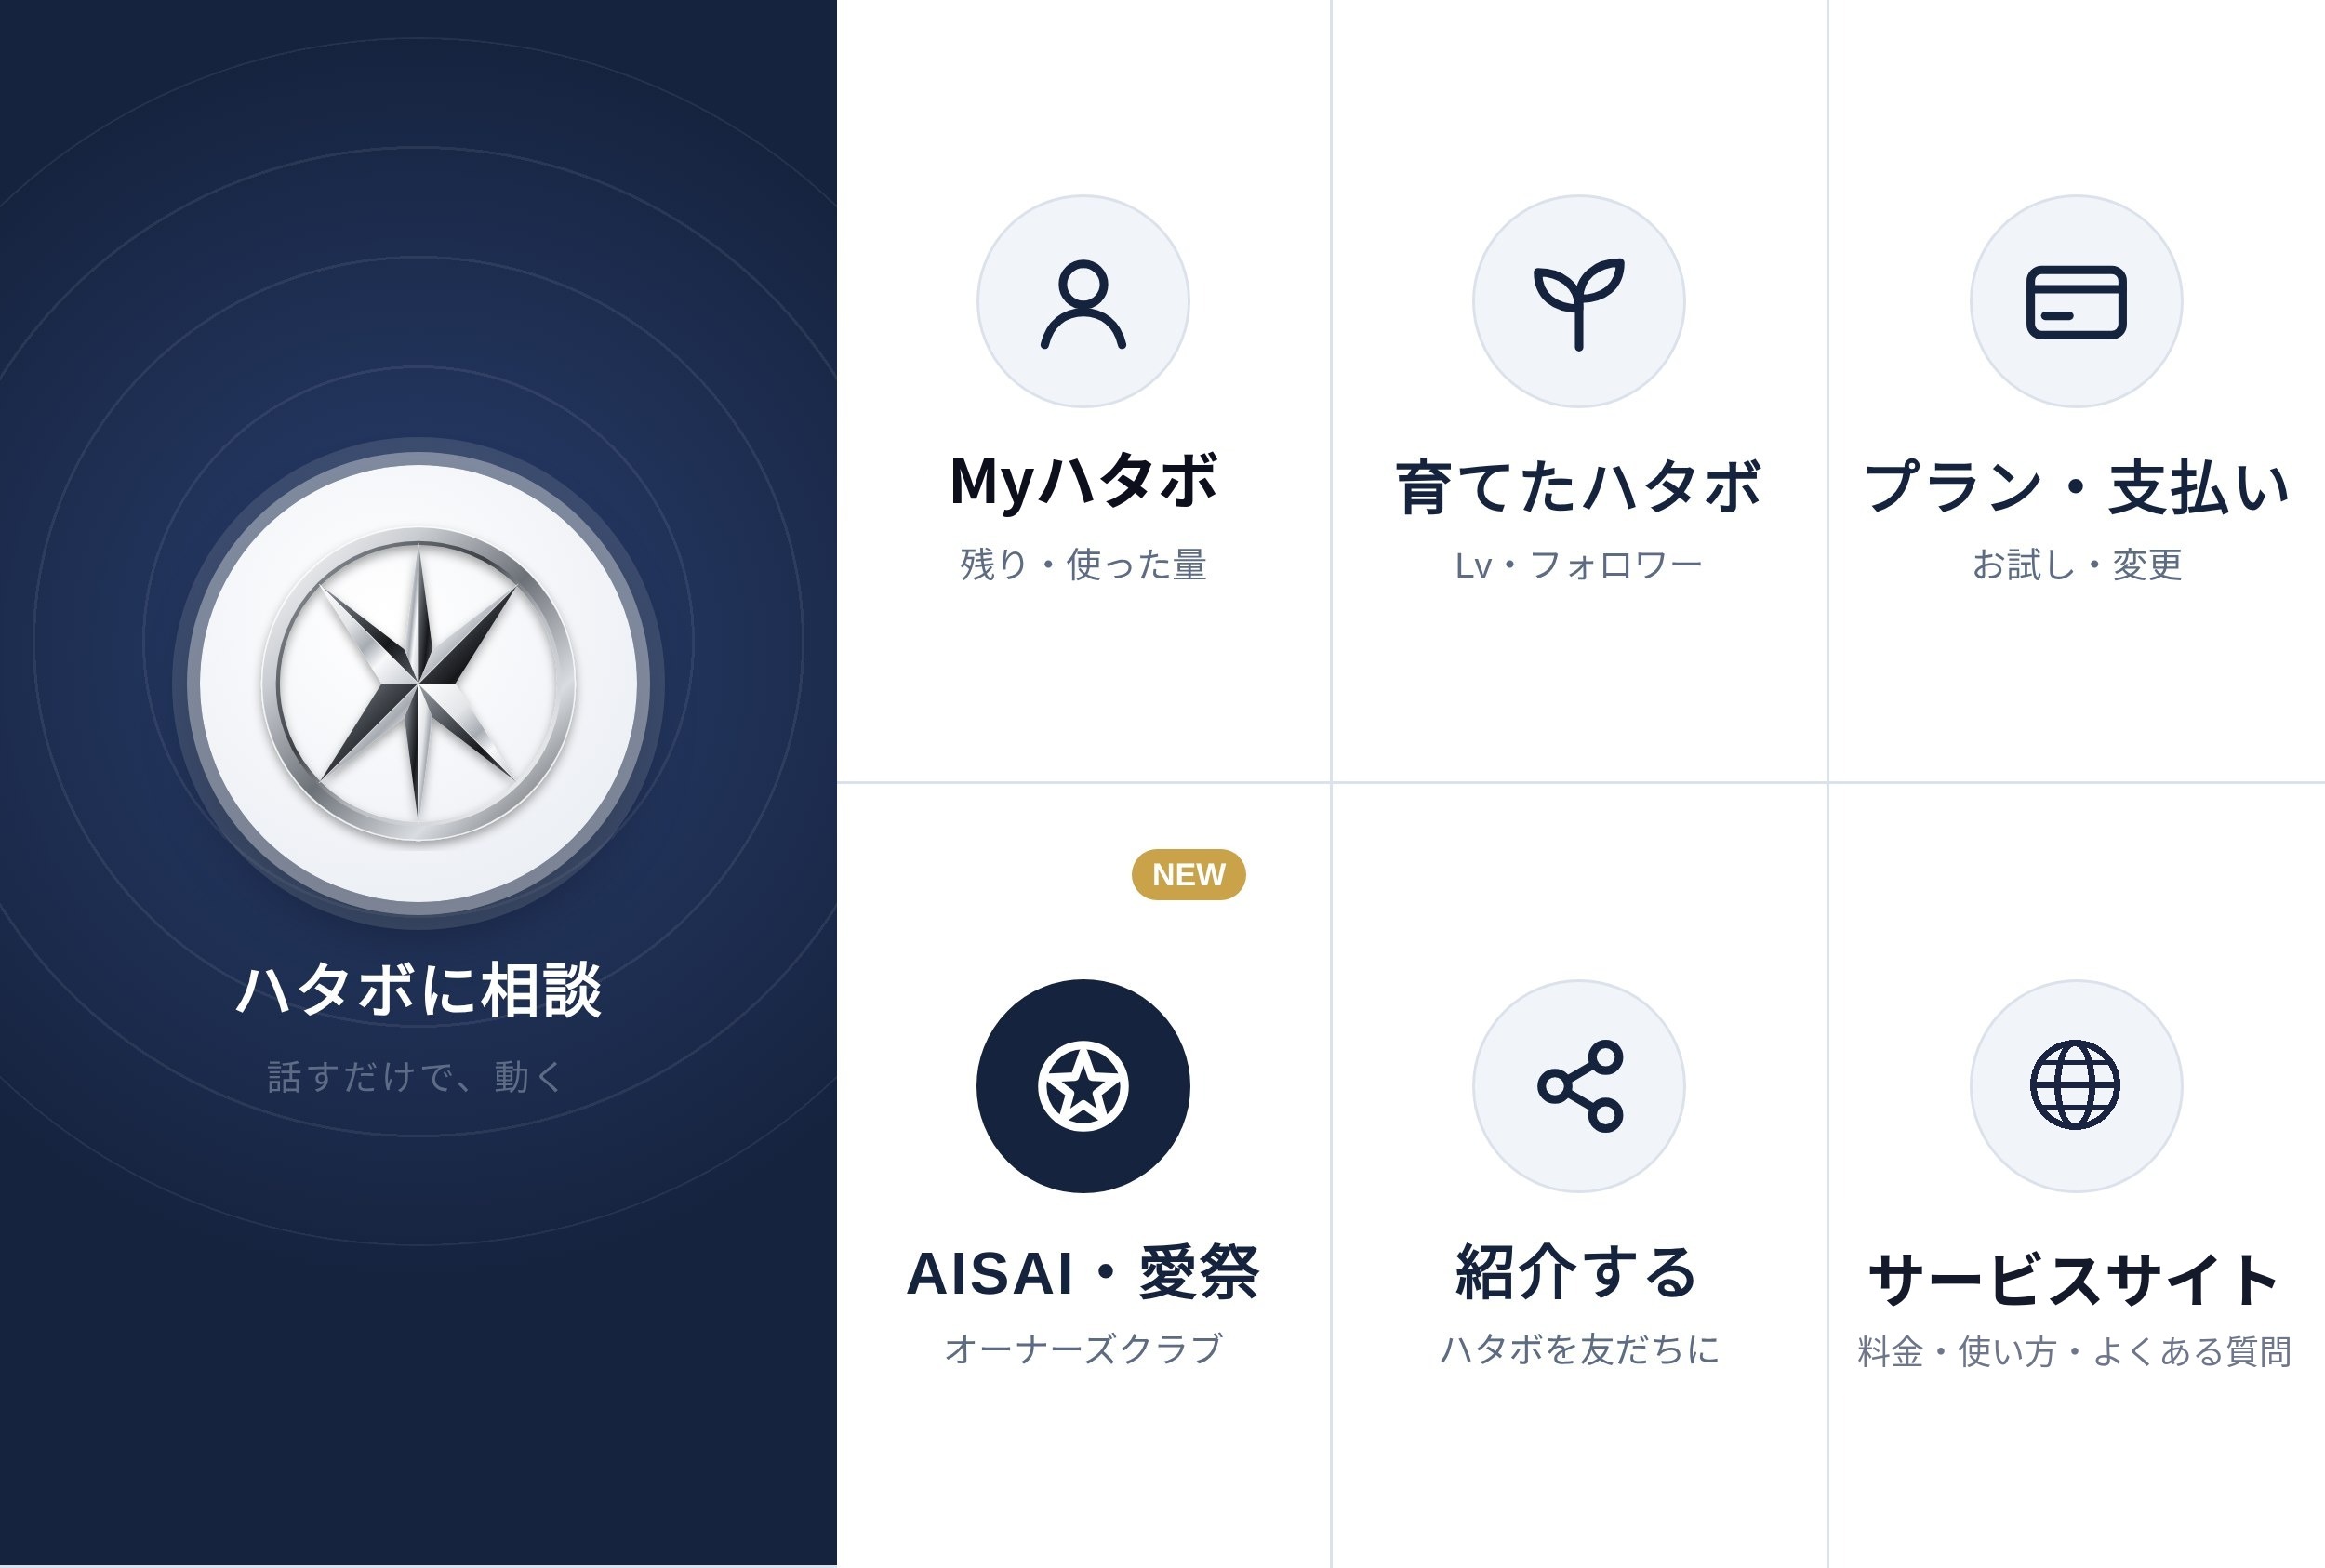 ハタボに相談
話すだけで、動く
Myハタボ
残り・使った量
育てたハタボ
Lv・フォロワー
プラン・支払い
お試し・変更
NEW
AISAI・愛祭
オーナーズクラブ
紹介する
ハタボを友だちに
サービスサイト
料金・使い方・よくある質問